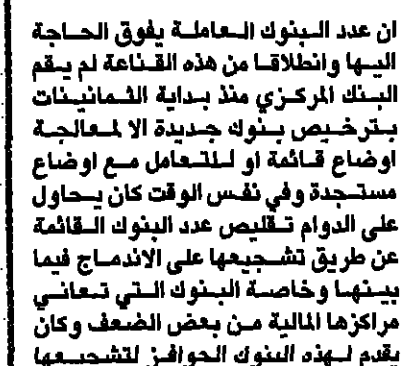 ان عدد البنوك العاملة يفوق الحاجة
اليها وانطلاقا من هذه القناعة لم يقم
البنك المركزي منذ بداية الثمانينات
بترخيص بنوك جديدة الا لمعالجة
اوضاع قائمة او للتعامل مع اوضاع
مستجدة وفي نفس الوقت كان يحاول
على الدوام تقليص عدد البنوك القائمة
عن طريق تشجيعها على الاندماج فيما
بينها وخاصة البنوك التي تعاني
مراكزها المالية من بعض الضعف وكان
يقدم لهذه البنوك الحوافز لتشجيعها